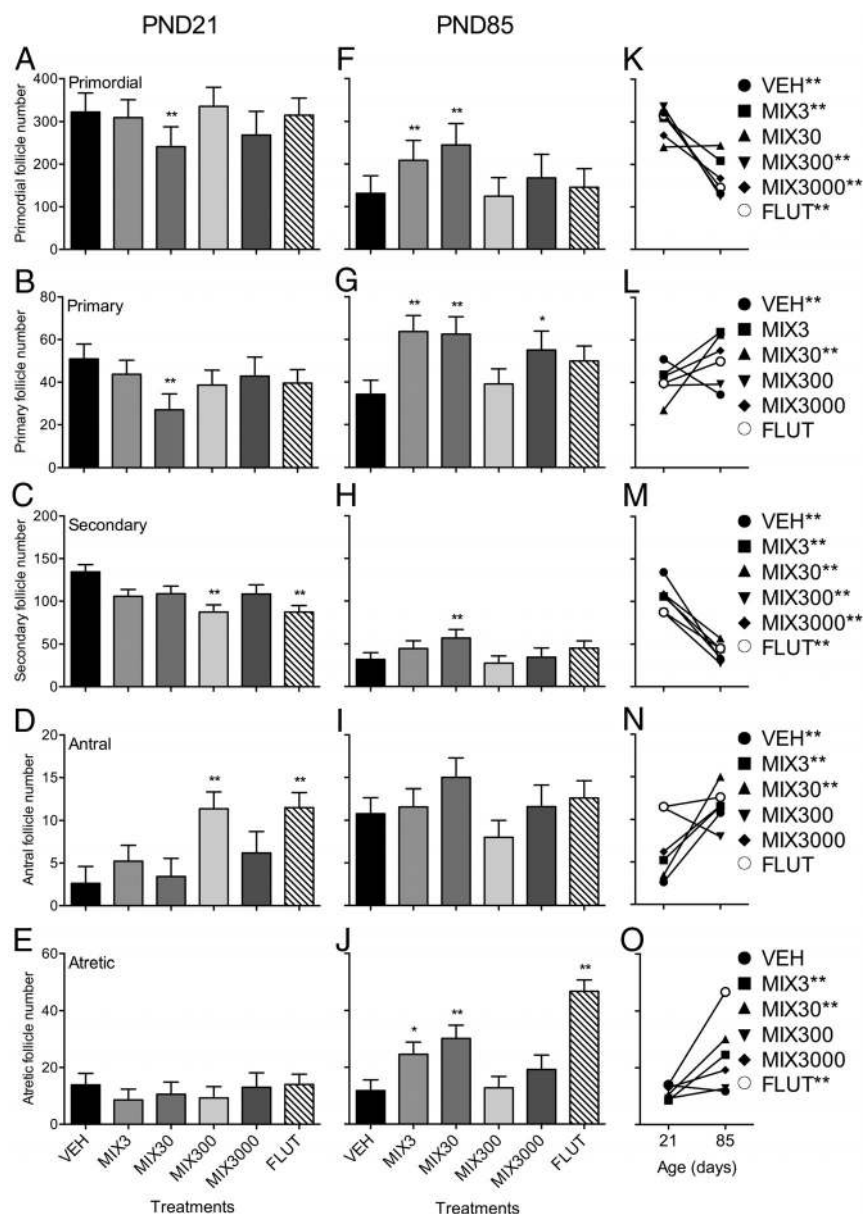 PND21
PND85
A
Primordial
Primordial follicle number
400
300
200
100
0
**
F
**
**
K
VEH**
MIX3**
MIX30
MIX300**
MIX3000**
FLUT**
B
Primary
Primary follicle number
80
60
40
20
0
**
G
**
**
*
L
VEH**
MIX3
MIX30**
MIX300
MIX3000
FLUT
C
Secondary
Secondary follicle number
200
150
100
50
0
**
**
H
**
M
VEH**
MIX3**
MIX30**
MIX300**
MIX3000**
FLUT**
D
Antral
Antral follicle number
20
15
10
5
0
**
**
I
N
VEH**
MIX3**
MIX30**
MIX300
MIX3000
FLUT
E
Atretic
Atretic follicle number
60
40
20
0
VEH
MIX3
MIX30
MIX300
MIX3000
FLUT
Treatments
J
*
**
**
VEH
MIX3
MIX30
MIX300
MIX3000
FLUT
Treatments
O
VEH
MIX3**
MIX30**
MIX300
MIX3000
FLUT**
21 85
Age (days)